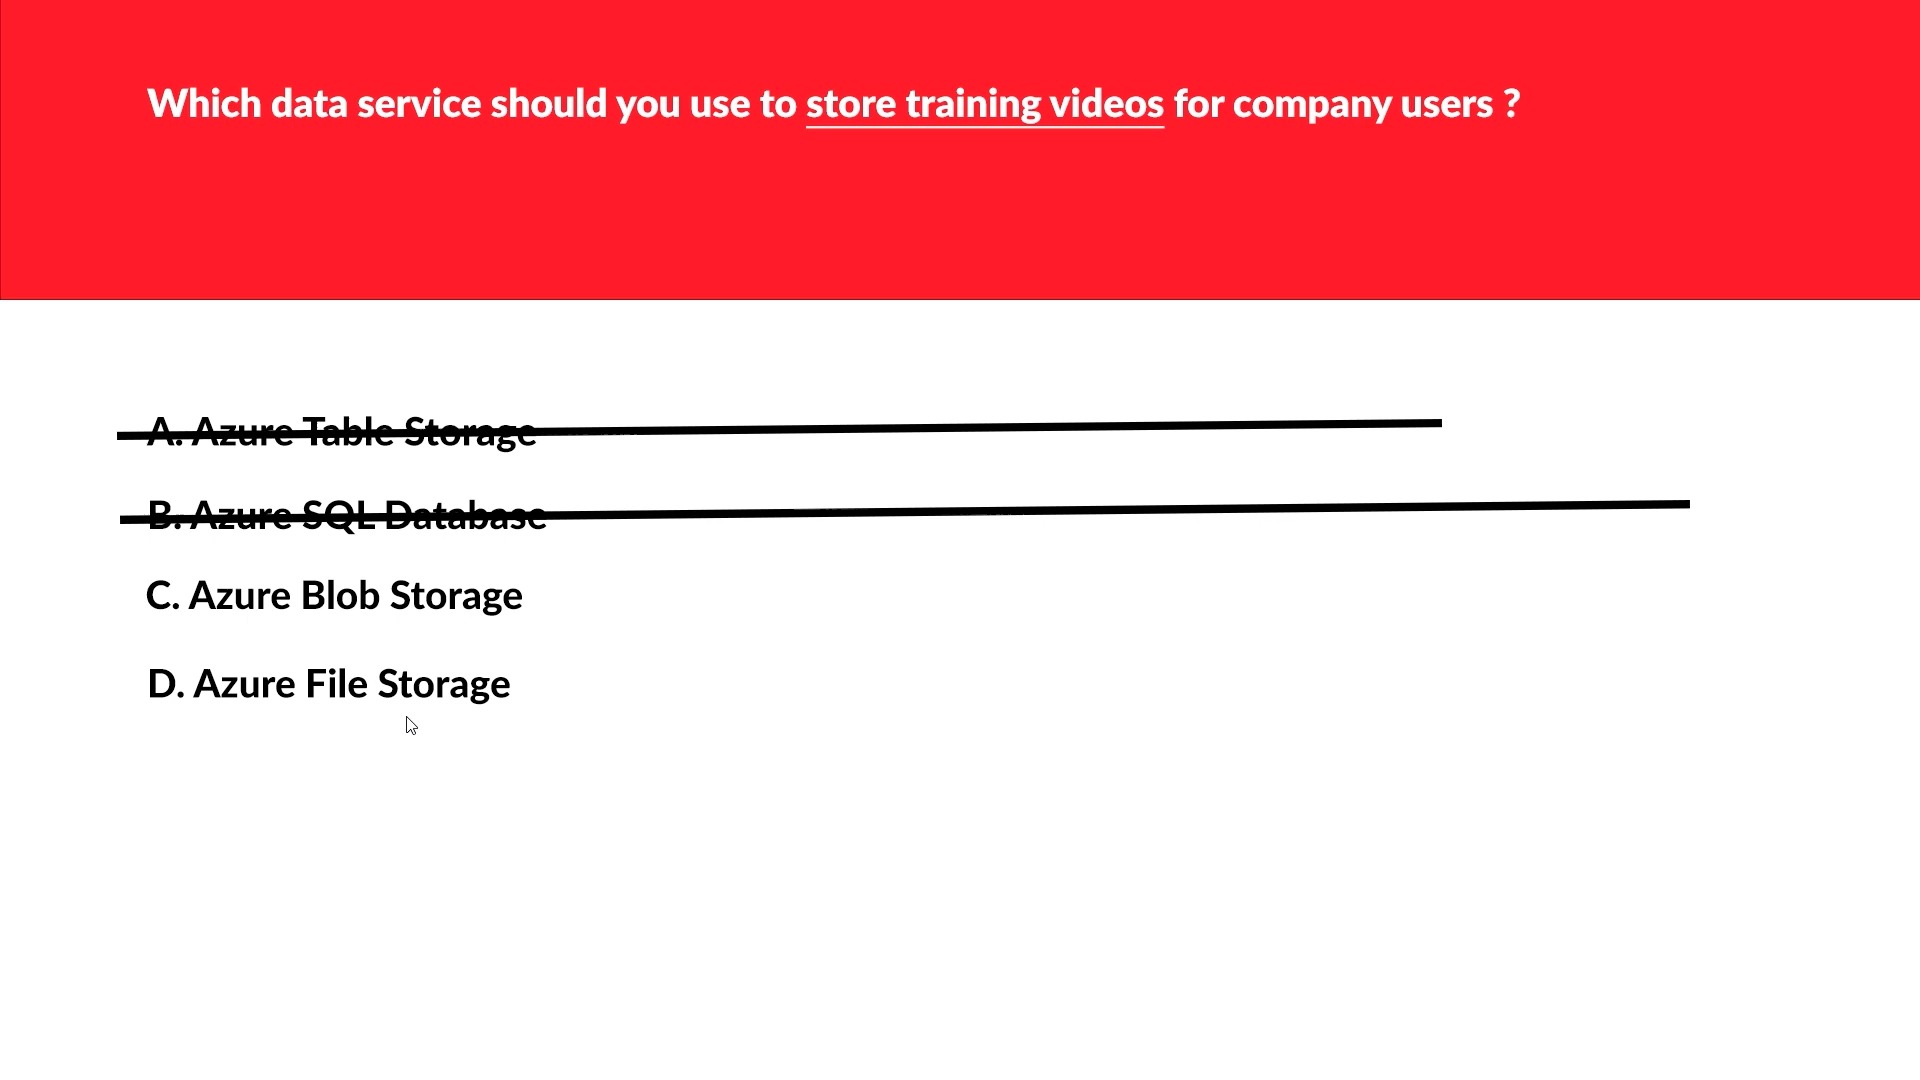 Which data service should you use to store training videos for company users ?
A. Azure Table Storage
B. Azure SQL Database
C. Azure Blob Storage
D. Azure File Storage